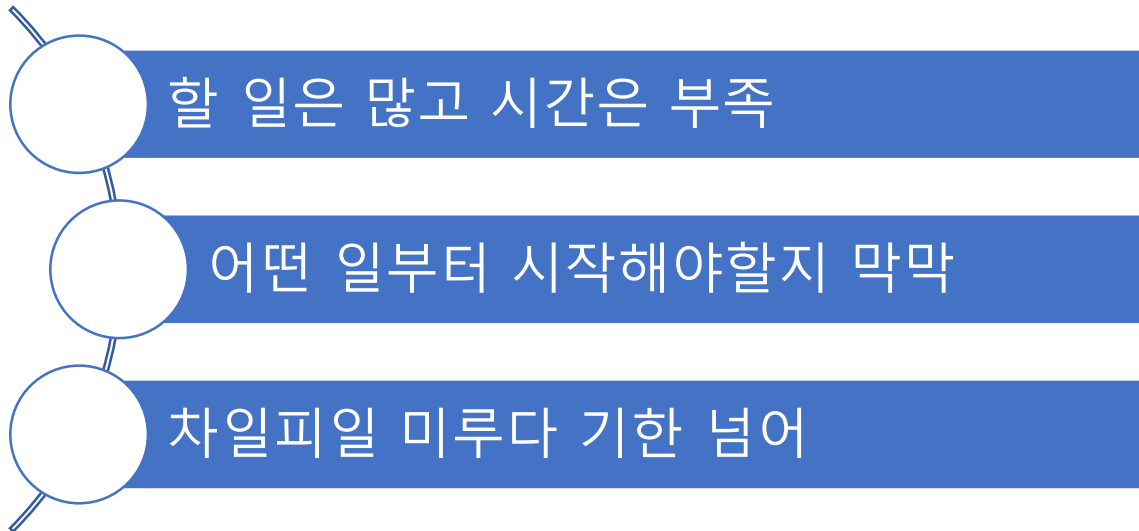 할 일은 많고 시간은 부족
어떤 일부터 시작해야할지 막막
차일피일 미루다 기한 넘어